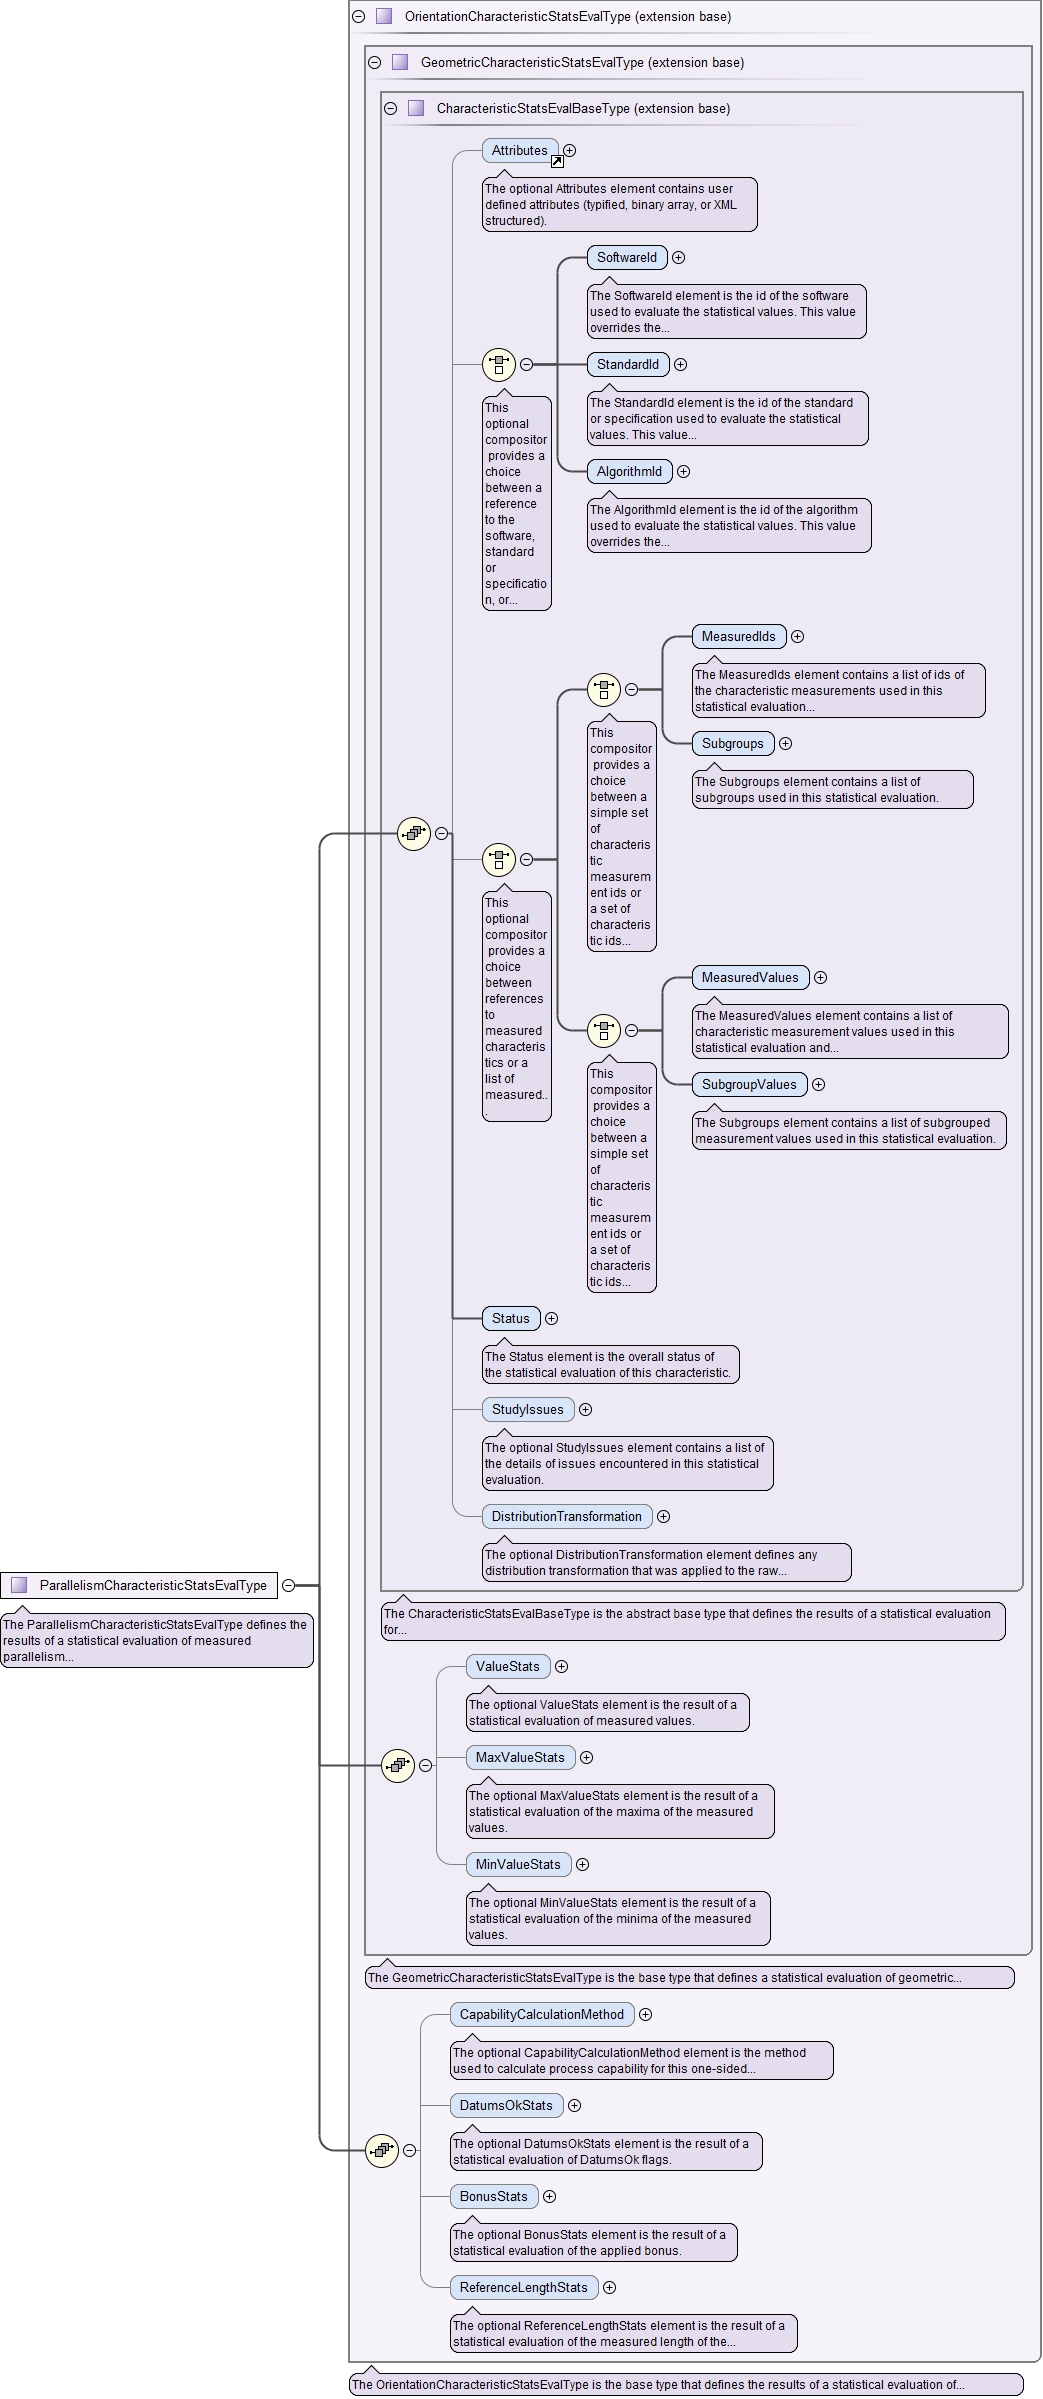 OrientationCharacteristicStatsEvalType (extension base)
GeometricCharacteristicStatsEvalType (extension base)
CharacteristicStatsEvalBaseType (extension base)
Attributes
The optional Attributes element contains user
defined attributes (typified, binary array, or XML
structured).
SoftwareId
The SoftwareId element is the id of the software
used to evaluate the statistical values. This value
overrides the...
StandardId
The StandardId element is the id of the standard
or specification used to evaluate the statistical
values. This value...
AlgorithmId
The AlgorithmId element is the id of the algorithm
used to evaluate the statistical values. This value
overrides the...
This
optional
compositor
provides a
choice
between a
reference
to the
software,
standard
or
specificatio
n, or...
MeasuredIds
The MeasuredIds element contains a list of ids of
the characteristic measurements used in this
statistical evaluation...
Subgroups
The Subgroups element contains a list of
subgroups used in this statistical evaluation.
This
compositor
provides a
choice
between a
simple set
of
characteris
tic
measurem
ent ids or
a set of
characteris
tic ids...
This
optional
compositor
provides a
choice
between
references
to
measured
characteris
tics or a
list of
measured..
.
MeasuredValues
The MeasuredValues element contains a list of
characteristic measurement values used in this
statistical evaluation and...
SubgroupValues
The Subgroups element contains a list of subgrouped
measurement values used in this statistical evaluation.
This
compositor
provides a
choice
between a
simple set
of
characteris
tic
measurem
ent ids or
a set of
characteris
tic ids...
Status
The Status element is the overall status of
the statistical evaluation of this characteristic.
StudyIssues
The optional StudyIssues element contains a list of
the details of issues encountered in this statistical
evaluation.
DistributionTransformation
The optional DistributionTransformation element defines any
distribution transformation that was applied to the raw...
ParallelismCharacteristicStatsEvalType
The ParallelismCharacteristicStatsEvalType defines the
results of a statistical evaluation of measured
parallelism...
The CharacteristicStatsEvalBaseType is the abstract base type that defines the results of a statistical evaluation
for...
ValueStats
The optional ValueStats element is the result of a
statistical evaluation of measured values.
MaxValueStats
The optional MaxValueStats element is the result of a
statistical evaluation of the maxima of the measured
values.
MinValueStats
The optional MinValueStats element is the result of a
statistical evaluation of the minima of the measured
values.
The GeometricCharacteristicStatsEvalType is the base type that defines a statistical evaluation of geometric...
CapabilityCalculationMethod
The optional CapabilityCalculationMethod element is the method
used to calculate process capability for this one-sided...
DatumsOkStats
The optional DatumsOkStats element is the result of a
statistical evaluation of DatumsOk flags.
BonusStats
The optional BonusStats element is the result of a
statistical evaluation of the applied bonus.
ReferenceLengthStats
The optional ReferenceLengthStats element is the result of a
statistical evaluation of the measured length of the...
The OrientationCharacteristicStatsEvalType is the base type that defines the results of a statistical evaluation of...